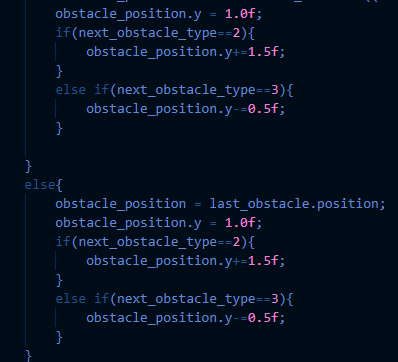 obstacle_position.y = 1.0f;
if(next_obstacle_type==2){
obstacle_position.y+=1.5f;
}
else if(next_obstacle_type==3){
obstacle_position.y-=0.5f;
}
}
else{
obstacle_position = last_obstacle.position;
obstacle_position.y = 1.0f;
if(next_obstacle_type==2){
obstacle_position.y+=1.5f;
}
else if(next_obstacle_type==3){
obstacle_position.y-=0.5f;
}
}